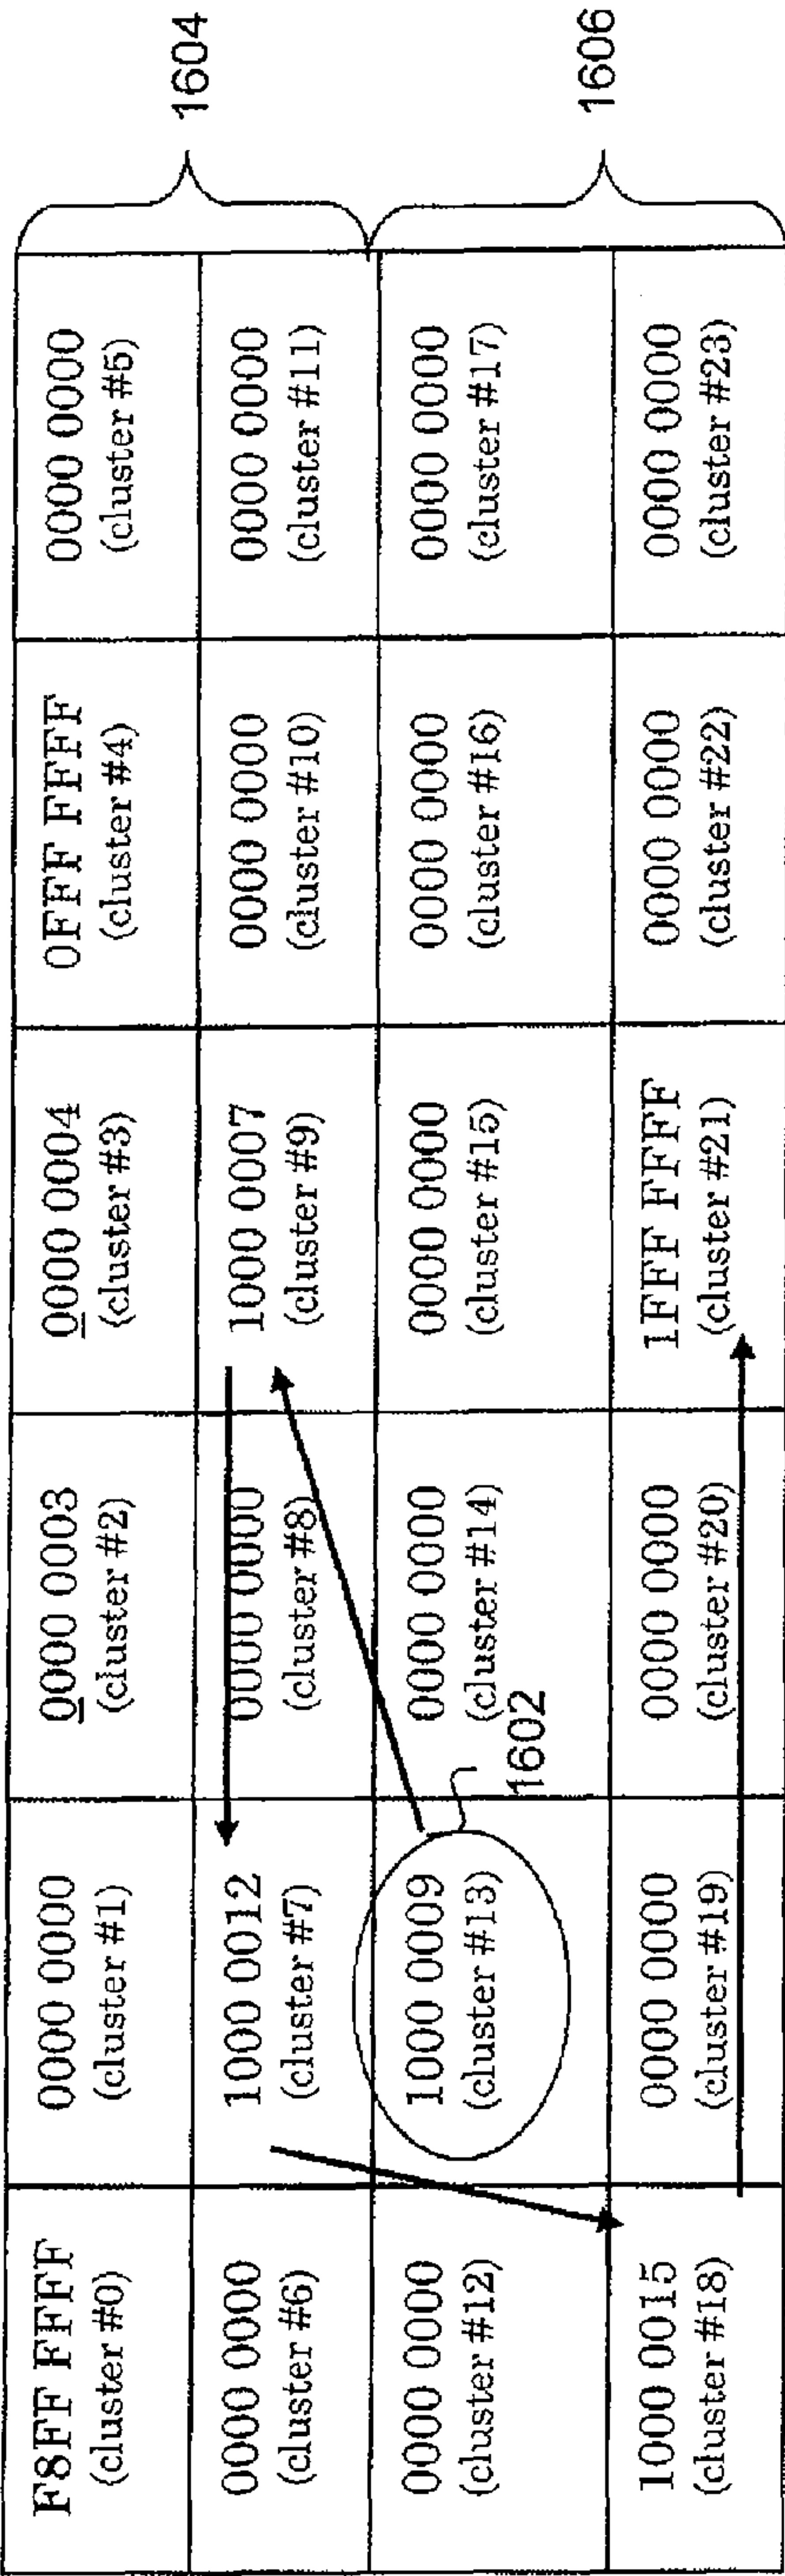 F8FF FFFF
(cluster #0)
0000 0000
(cluster #1)
0000 0003
(cluster #2)
0000 0004
(cluster #3)
0FFF FFFF
(cluster #4)
0000 0000
(cluster #5)
1604
0000 0000
(cluster #6)
1000 0012
(cluster #7)
0000 0000
(cluster #8)
1000 0007
(cluster #9)
0000 0000
(cluster #10)
0000 0000
(cluster #11)
0000 0000
(cluster #12)
1000 0009
(cluster #13)
1602
0000 0000
(cluster #14)
0000 0000
(cluster #15)
0000 0000
(cluster #16)
0000 0000
(cluster #17)
1606
1000 0015
(cluster #18)
0000 0000
(cluster #19)
0000 0000
(cluster #20)
1FFF FFFF
(cluster #21)
0000 0000
(cluster #22)
0000 0000
(cluster #23)